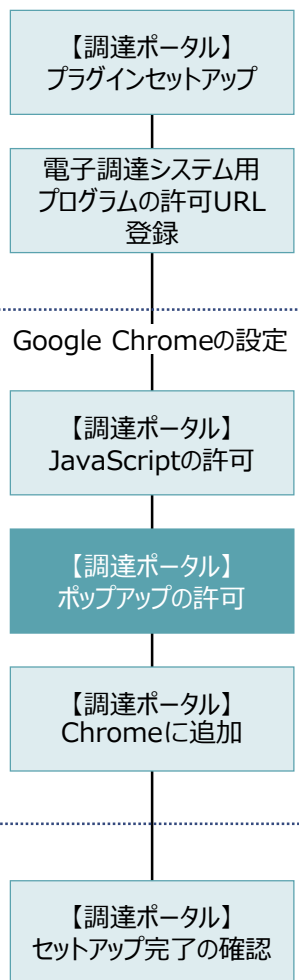 【調達ポータル】
プラグインセットアップ
電子調達システム用
プログラムの許可URL
登録
Google Chromeの設定
【調達ポータル】
JavaScriptの許可
【調達ポータル】
ポップアップの許可
【調達ポータル】
Chromeに追加
【調達ポータル】
セットアップ完了の確認